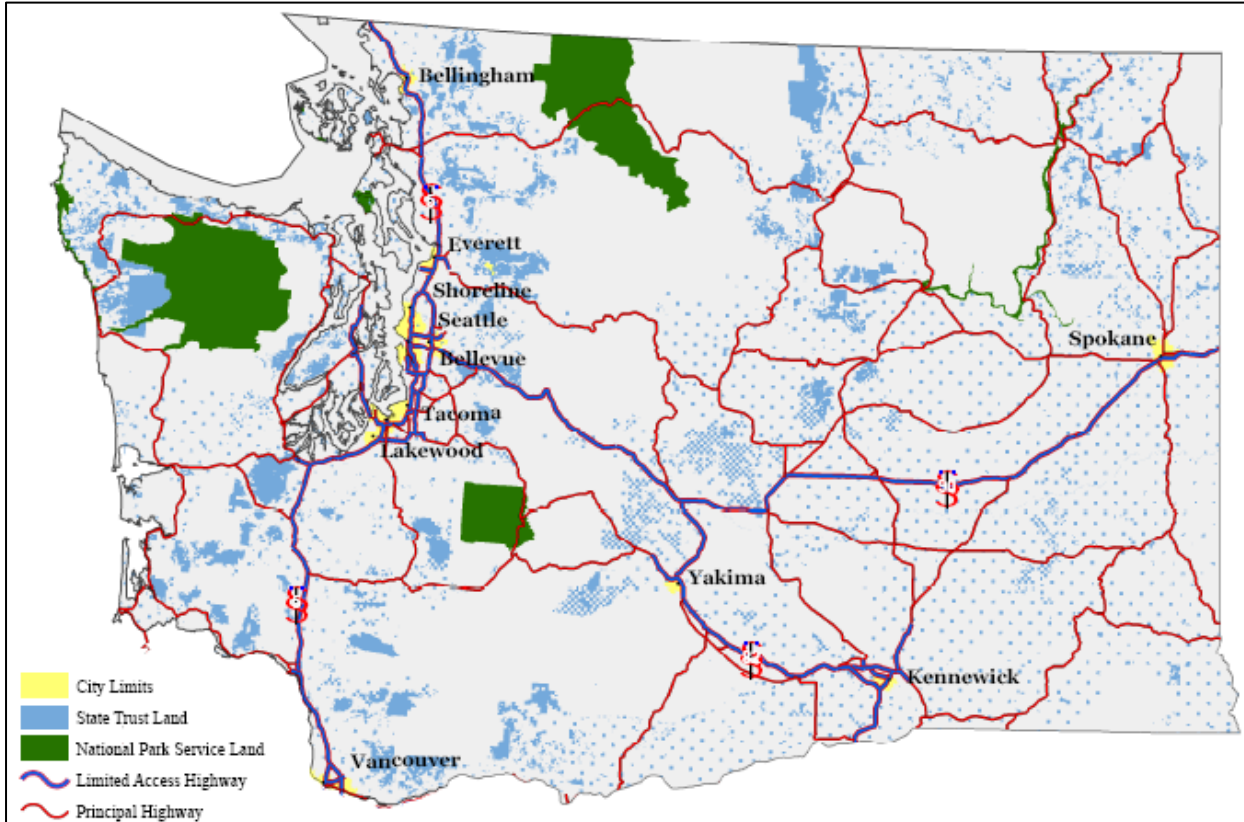 Bellingham
Everett
Shoreline
Seattle
Bellevue
Spokane
Tacoma
Lakewood
Yakima
Kennewick
Vancouver
City Limits
State Trust Land
National Park Service Land
Limited Access Highway
Principal Highway